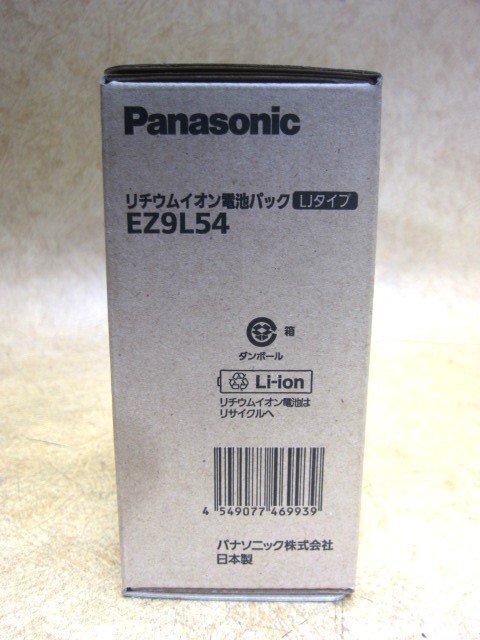 Panasonic
リチウムイオン電池パック LJタイプ
EZ9L54
箱
ダンボール
Li-ion
リチウムイオン電池は
リサイクルへ
4 549077 469939
パナソニック株式会社
日本製